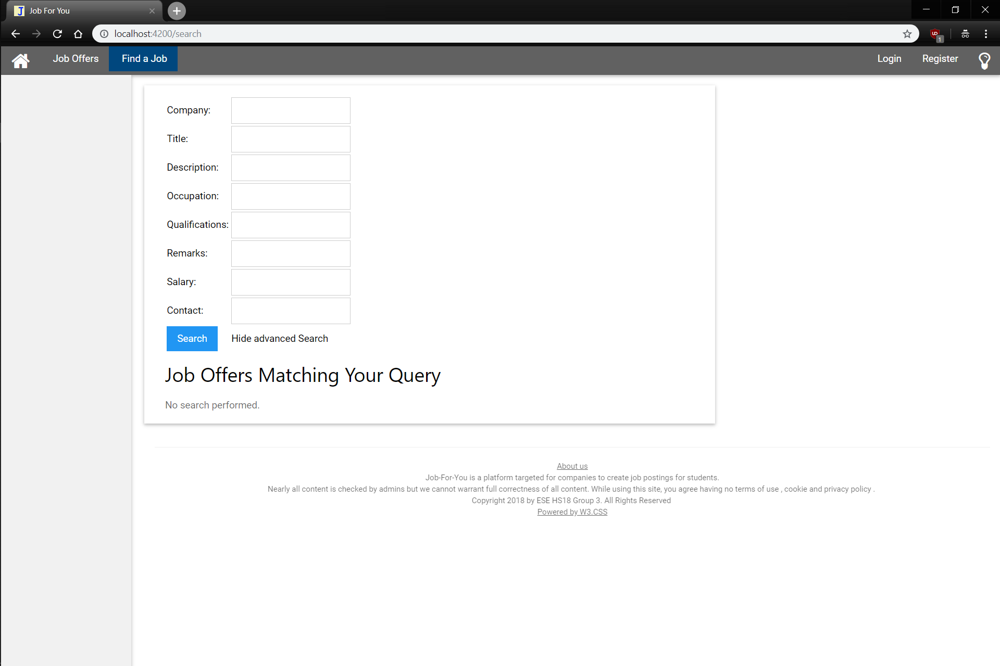 J Job For You
localhost:4200/search
1
Job Offers Find a Job Login Register
Company:
Title:
Description:
Occupation:
Qualifications:
Remarks:
Salary:
Contact:
Search Hide advanced Search
Job Offers Matching Your Query
No search performed.
About us
Job-For-You is a platform targeted for companies to create job postings for students.
Nearly all content is checked by admins but we cannot warrant full correctness of all content. While using this site, you agree having no terms of use , cookie and privacy policy .
Copyright 2018 by ESE HS18 Group 3. All Rights Reserved
Powered by W3.CSS